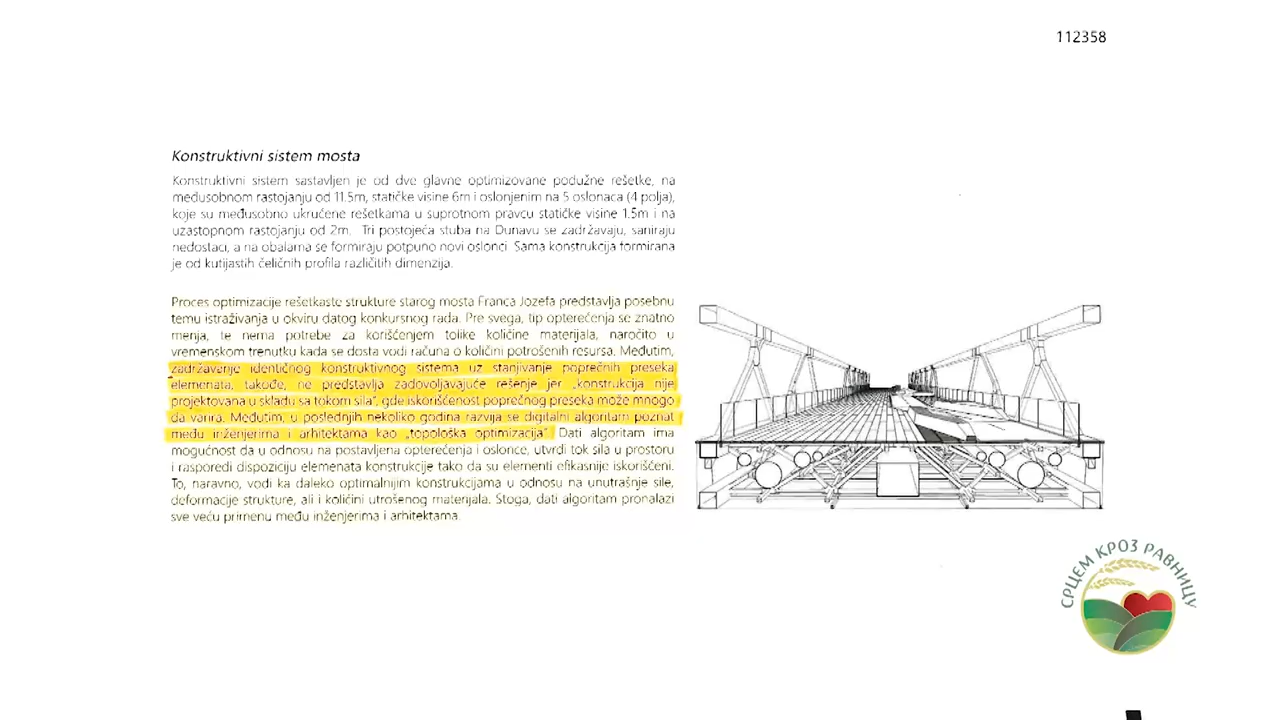 112358
Konstruktivni sistem mosta
Konstruktivni sistem sastavljen je od dve glavne optimizovane podužne rešetke, na
međusobnom rastojanju od 11.5m, statičke visine 6m i oslonjenim na 5 oslonaca (4 polja),
koje su međusobno ukrućene rešetkama u suprotnom pravcu statičke visine 1.5m i na
uzastopnom rastojanju od 2m. Tri postojeća stuba na Dunavu se zadržavaju, saniraju
nedostaci, a na obalama se formiraju potpuno novi oslonci. Sama konstrukcija formirana
je od kutijastih čeličnih profila različitih dimenzija.
Proces optimizacije rešetkaste strukture starog mosta Franca Jozefa predstavlja posebnu
temu istraživanja u okviru datog konkursnog rada. Pre svega, tip opterećenja se znatno
menja, te nema potrebe za korišćenjem tolike količine materijala, naročito u
vremenskom trenutku kada se dosta vodi računa o količini potrošenih resursa. Međutim,
zadržavanje identičnog konstruktivnog sistema uz stanjivanje poprečnih preseka
elemenata, takođe, ne predstavlja zadovoljavajuće rešenje jer „konstrukcija nije
projektovana u skladu sa tokom sila", gde iskorišćenost poprečnog preseka može mnogo
da varira. Međutim, u poslednjih nekoliko godina razvija se digitalni algoritam poznat
među inženjerima i arhitektama kao „topološka optimizacija". Dati algoritam ima
mogućnost da u odnosu na postavljena opterećenja i oslonce, utvrdi tok sila u prostoru
i rasporedi dispoziciju elemenata konstrukcije tako da su elementi efikasnije iskorišćeni.
To, naravno, vodi ka daleko optimalnijim konstrukcijama u odnosu na unutrašnje sile,
deformacije strukture, ali i količini utrošenog materijala. Stoga, dati algoritam pronalazi
sve veću primenu među inženjerima i arhitektama.
СРЦЕМ КРОЗ РАВНИЦУ